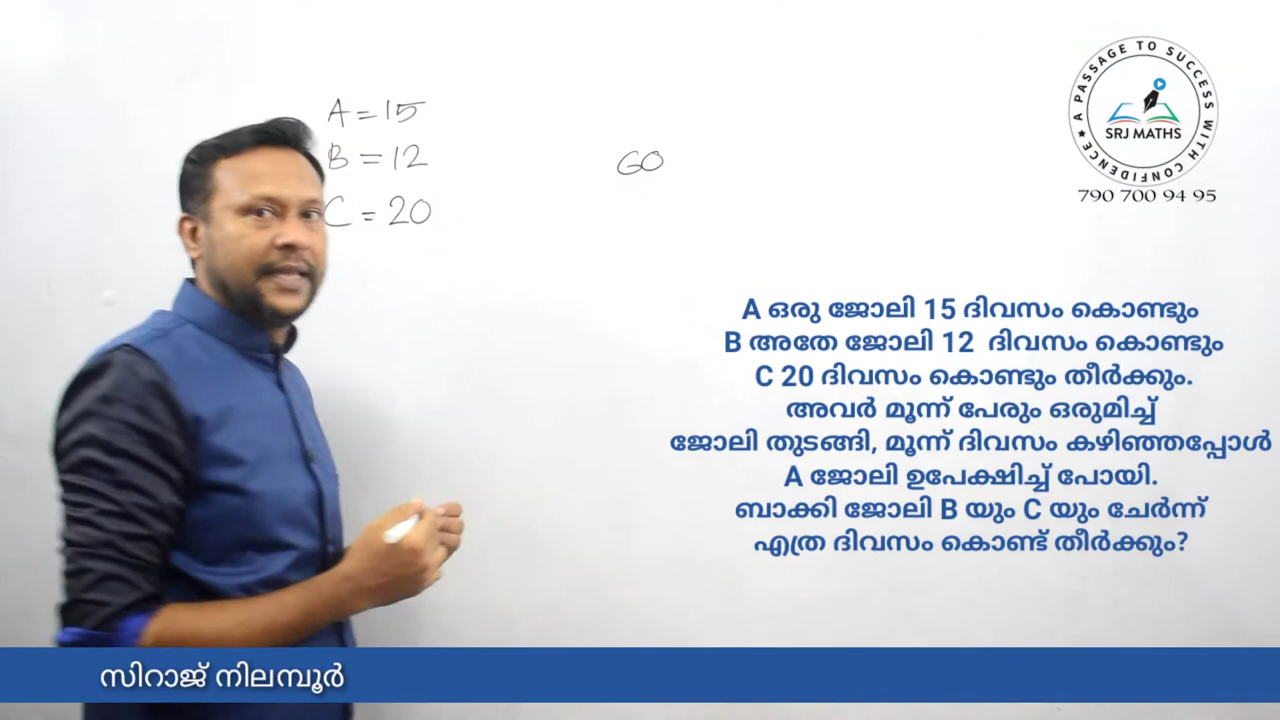 A = 15
B = 12
C = 20
60
A PASSAGE TO SUCCESS WITH CONFIDENCE ★
SRJ MATHS
790 700 94 95
A ഒരു ജോലി 15 ദിവസം കൊണ്ടും
B അതേ ജോലി 12 ദിവസം കൊണ്ടും
C 20 ദിവസം കൊണ്ടും തീർക്കും.
അവർ മൂന്ന് പേരും ഒരുമിച്ച്
ജോലി തുടങ്ങി, മൂന്ന് ദിവസം കഴിഞ്ഞപ്പോൾ
A ജോലി ഉപേക്ഷിച്ച് പോയി.
ബാക്കി ജോലി B യും C യും ചേർന്ന്
എത്ര ദിവസം കൊണ്ട് തീർക്കും?
സിറാജ് നിലമ്പൂർ